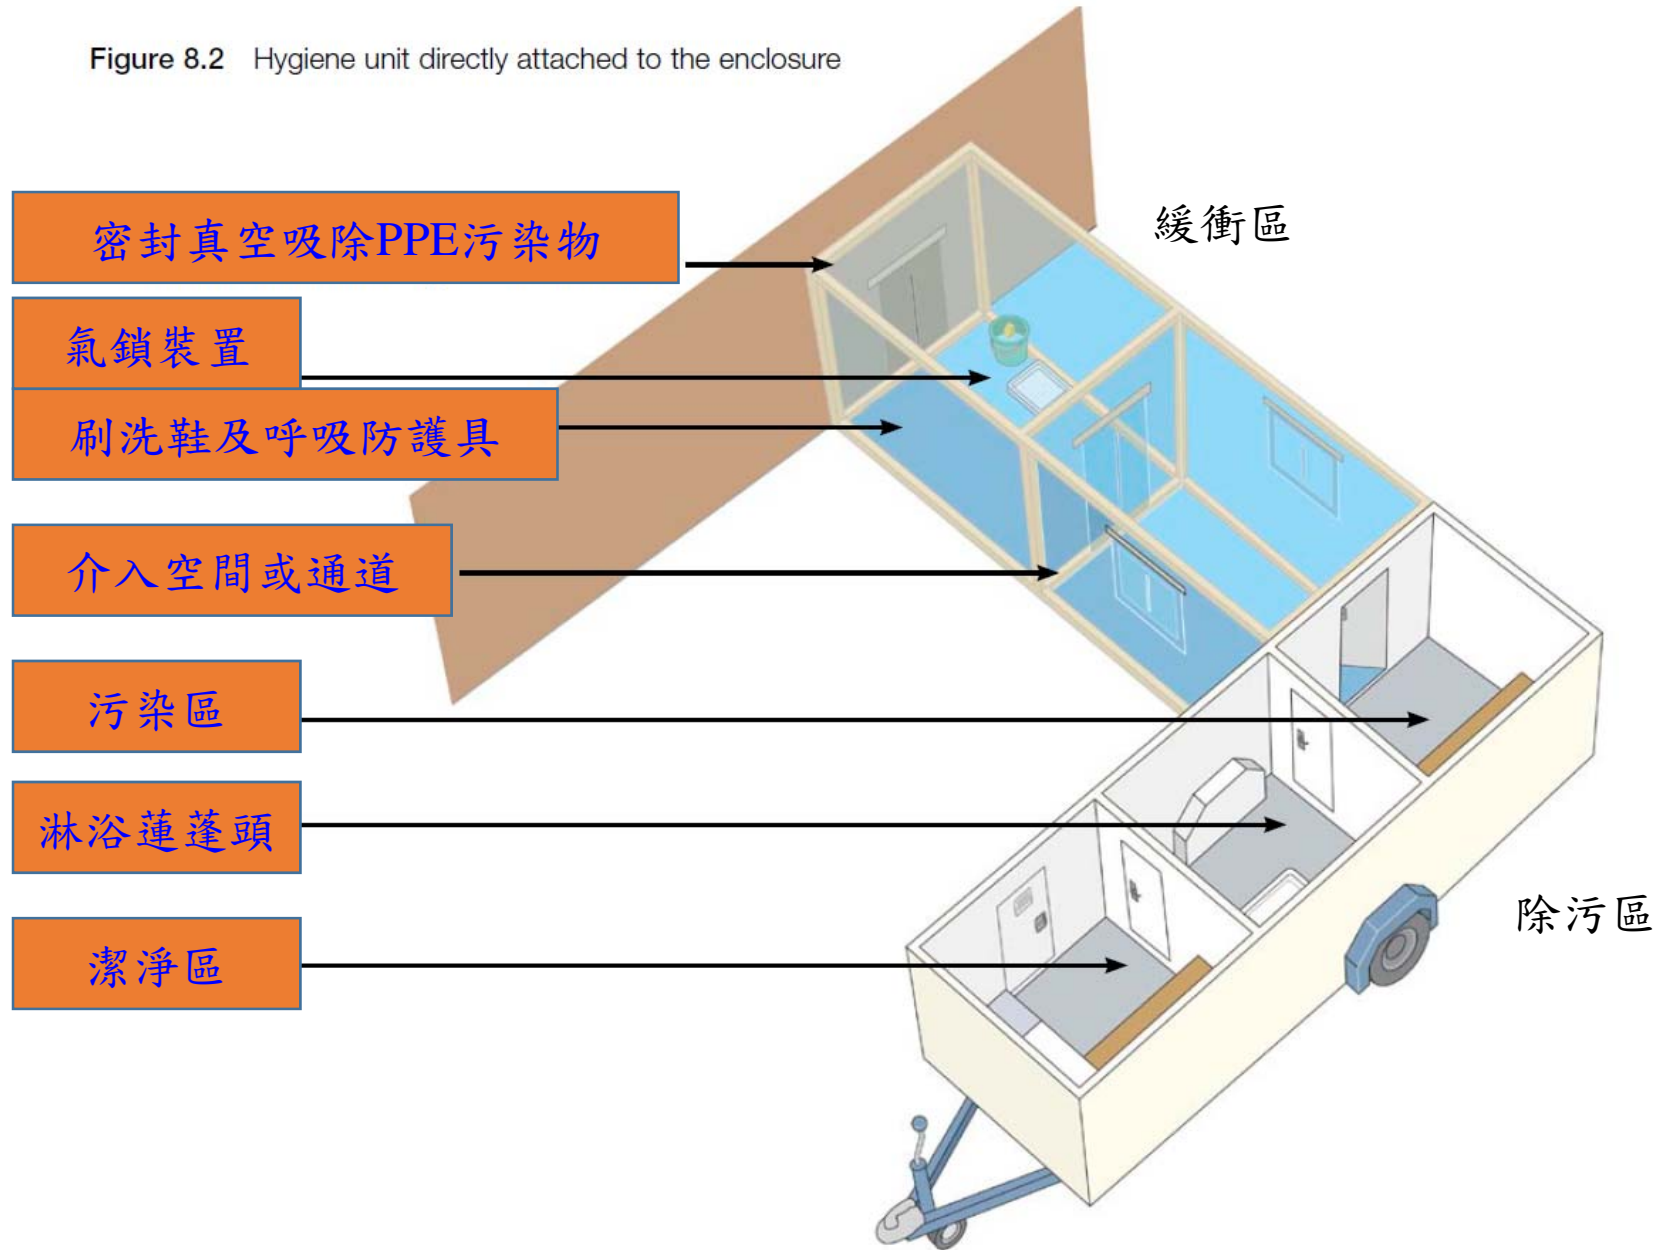 Figure 8.2 Hygiene unit directly attached to the enclosure
密封真空吸除PPE污染物
緩衝區
氣鎖裝置
刷洗鞋及呼吸防護具
介入空間或通道
污染區
淋浴蓮蓬頭
除污區
潔淨區